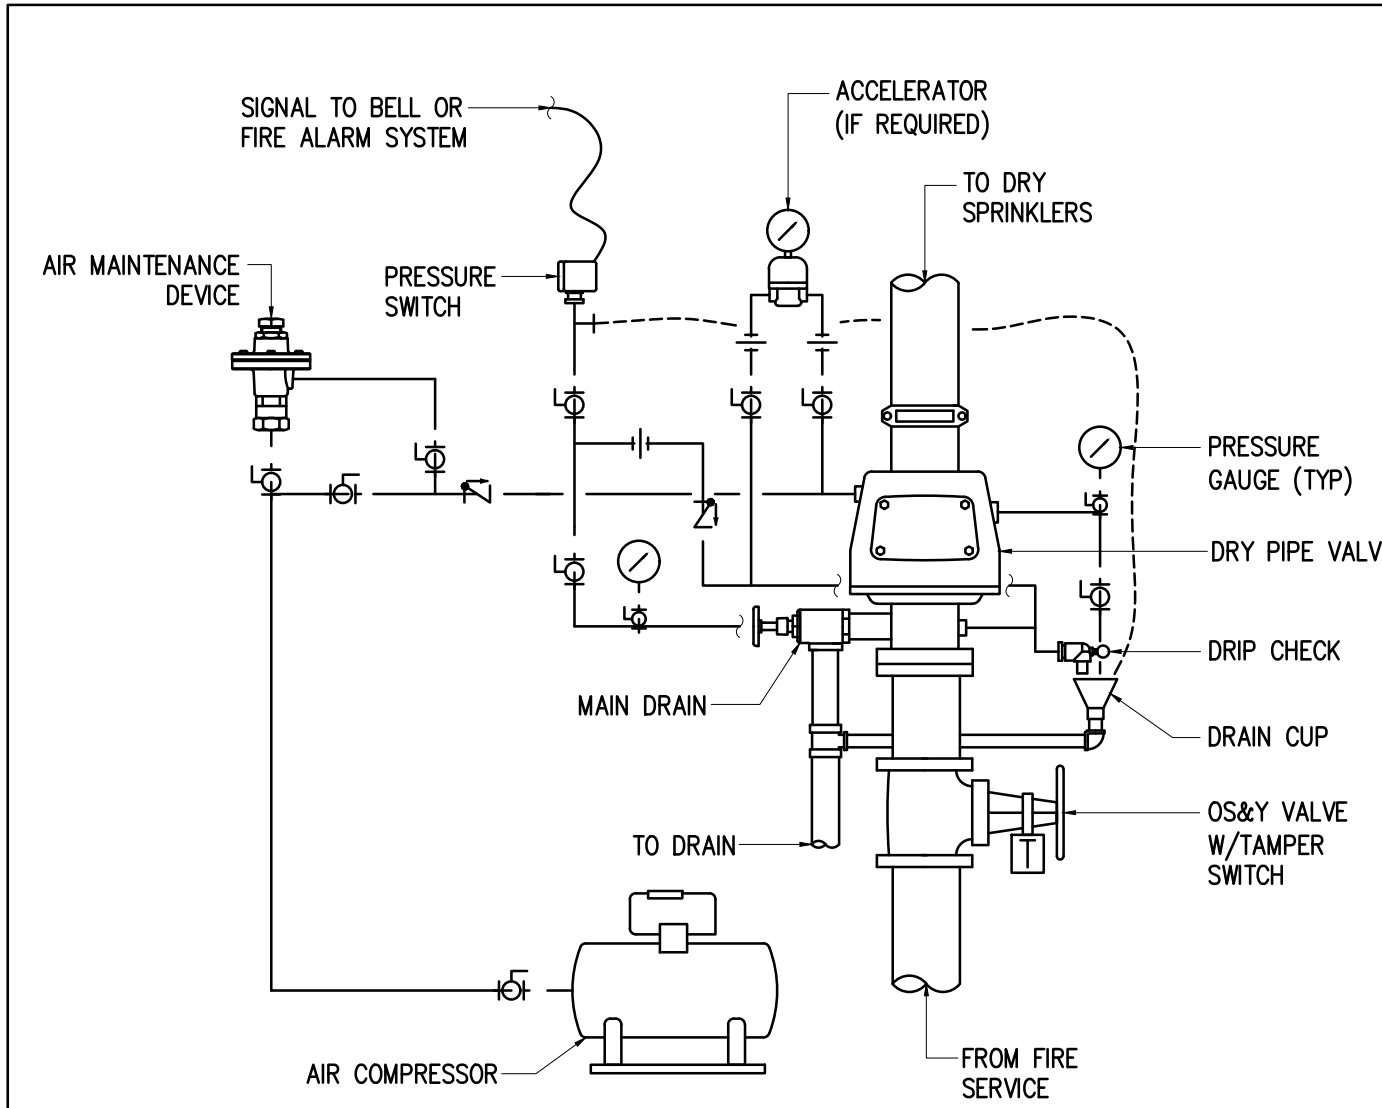 SIGNAL TO BELL OR
FIRE ALARM SYSTEM
ACCELERATOR
(IF REQUIRED)
TO DRY
SPRINKLERS
AIR MAINTENANCE
DEVICE
PRESSURE
SWITCH
PRESSURE
GAUGE (TYP)
DRY PIPE VALV
DRIP CHECK
MAIN DRAIN
DRAIN CUP
OS&Y VALVE
W/TAMPER
SWITCH
TO DRAIN
AIR COMPRESSOR
FROM FIRE
SERVICE